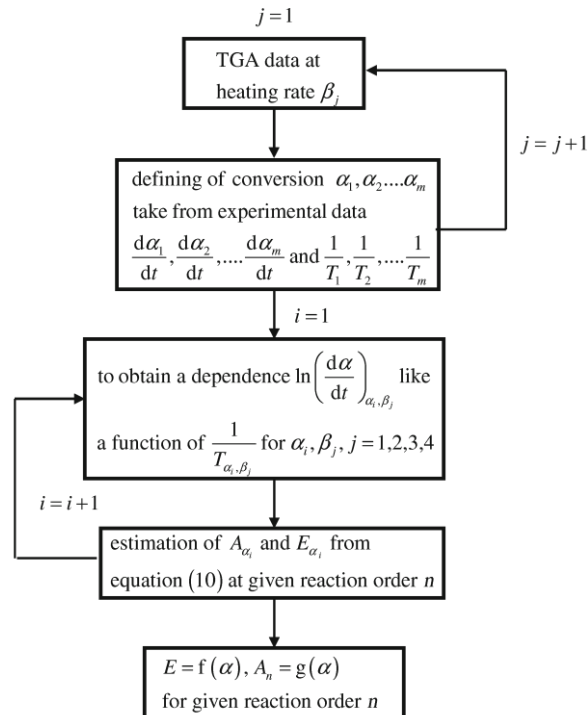 j = 1
TGA data at
heating rate β_j
j = j+1
defining of conversion α_1, α_2....α_m
take from experimental data
dα_1/dt, dα_2/dt, ....dα_m/dt and 1/T_1, 1/T_2, ....1/T_m
i = 1
to obtain a dependence ln(dα/dt)_{α_i, β_j} like
a function of 1/T_{α_i, β_j} for α_i, β_j, j = 1,2,3,4
i = i+1
estimation of A_{α_i} and E_{α_i} from
equation (10) at given reaction order n
E = f(α), A_n = g(α)
for given reaction order n